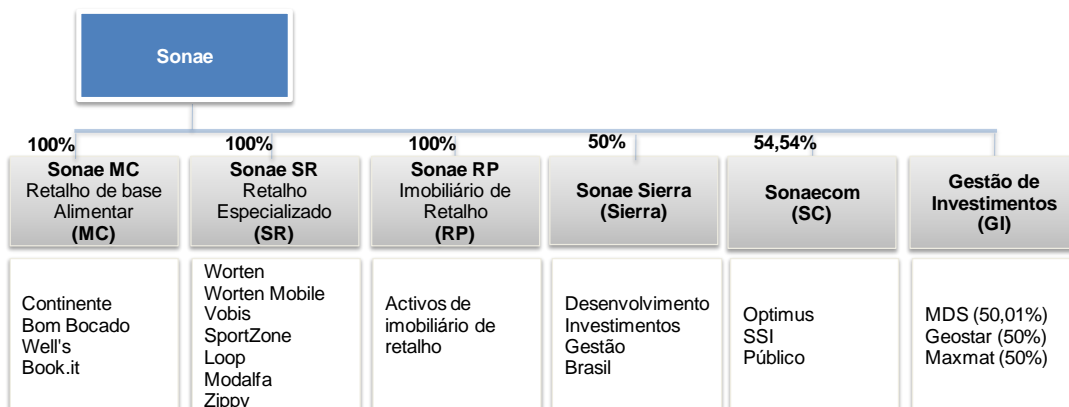 Sonae
100%
100%
100%
50%
54,54%
Sonae MC
Retalho de base
Alimentar
(MC)
Sonae SR
Retalho
Especializado
(SR)
Sonae RP
Imobiliário de
Retalho
(RP)
Sonae Sierra
(Sierra)
Sonaecom
(SC)
Gestão de
Investimentos
(GI)
Continente
Bom Bocado
Well's
Book.it
Worten
Worten Mobile
Vobis
SportZone
Loop
Modalfa
Zippy
Activos de
imobiliário de
retalho
Desenvolvimento
Investimentos
Gestão
Brasil
Optimus
SSI
Público
MDS (50,01%)
Geostar (50%)
Maxmat (50%)